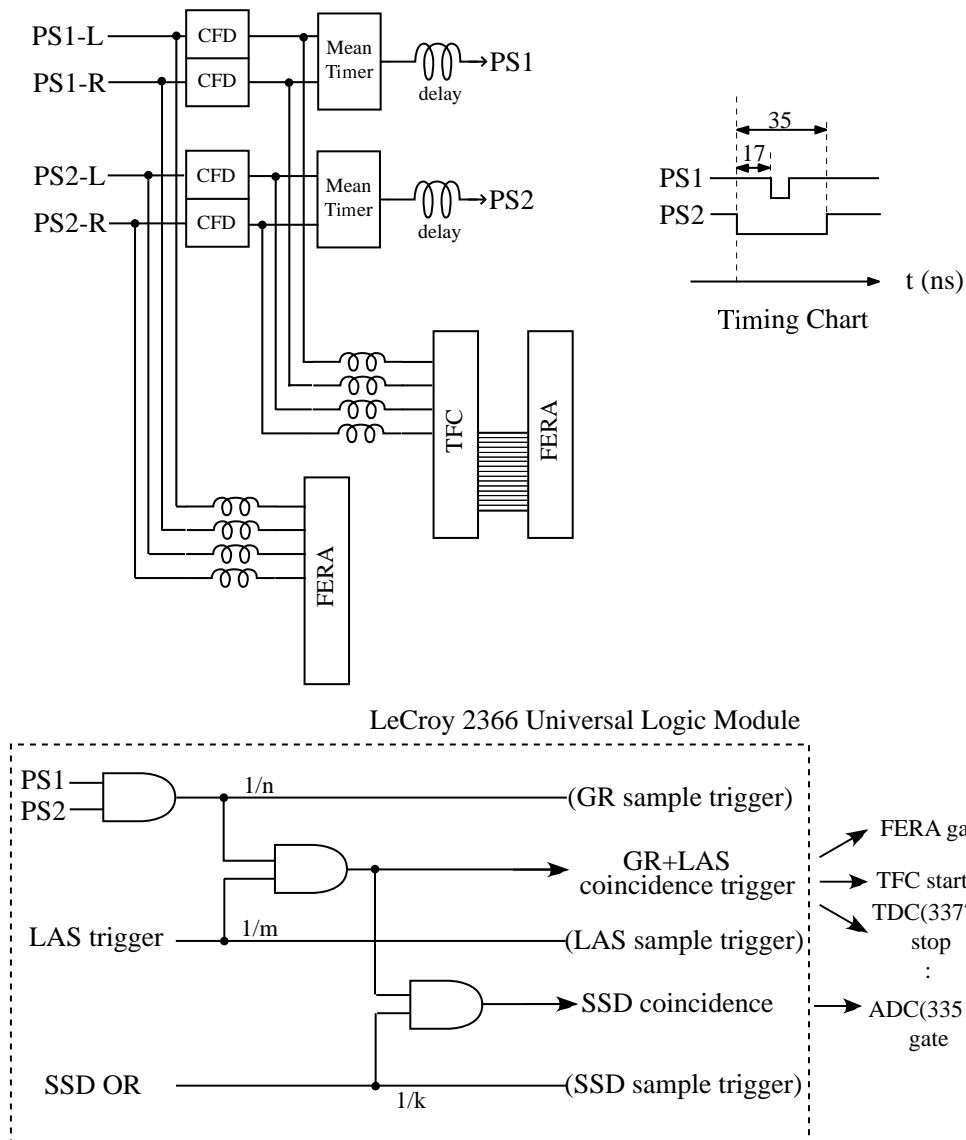 PS1-L
CFD
Mean
Timer
PS1
PS1-R
CFD
delay
PS2-L
CFD
Mean
Timer
PS2
PS2-R
CFD
delay
35
17
PS1
PS2
t (ns)
Timing Chart
TFC
FERA
FERA
LeCroy 2366 Universal Logic Module
PS1
PS2
1/n
(GR sample trigger)
GR+LAS
coincidence trigger
LAS trigger
1/m
(LAS sample trigger)
SSD coincidence
SSD OR
1/k
(SSD sample trigger)
FERA ga
TFC start
TDC(337
stop
:
ADC(335
gate